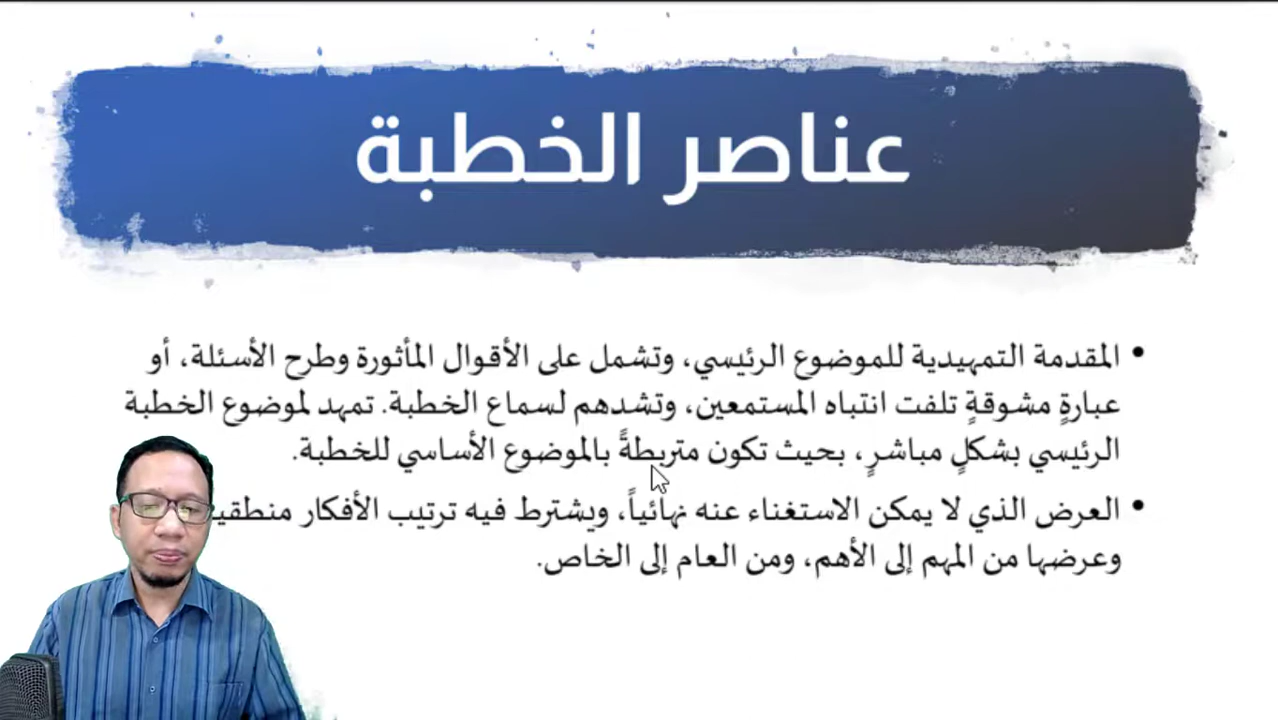 عناصر الخطبة
• المقدمة التمهيدية للموضوع الرئيسي، وتشمل على الأقوال المأثورة وطرح الأسئلة، أو
عبارةٍ مشوقةٍ تلفت انتباه المستمعين، وتشدهم لسماع الخطبة. تمهد لموضوع الخطبة
الرئيسي بشكلٍ مباشرٍ، بحيث تكون متربطةً بالموضوع الأساسي للخطبة.
• العرض الذي لا يمكن الاستغناء عنه نهائياً، ويشترط فيه ترتيب الأفكار
وعرضها من المهم إلى الأهم، ومن العام إلى الخاص.